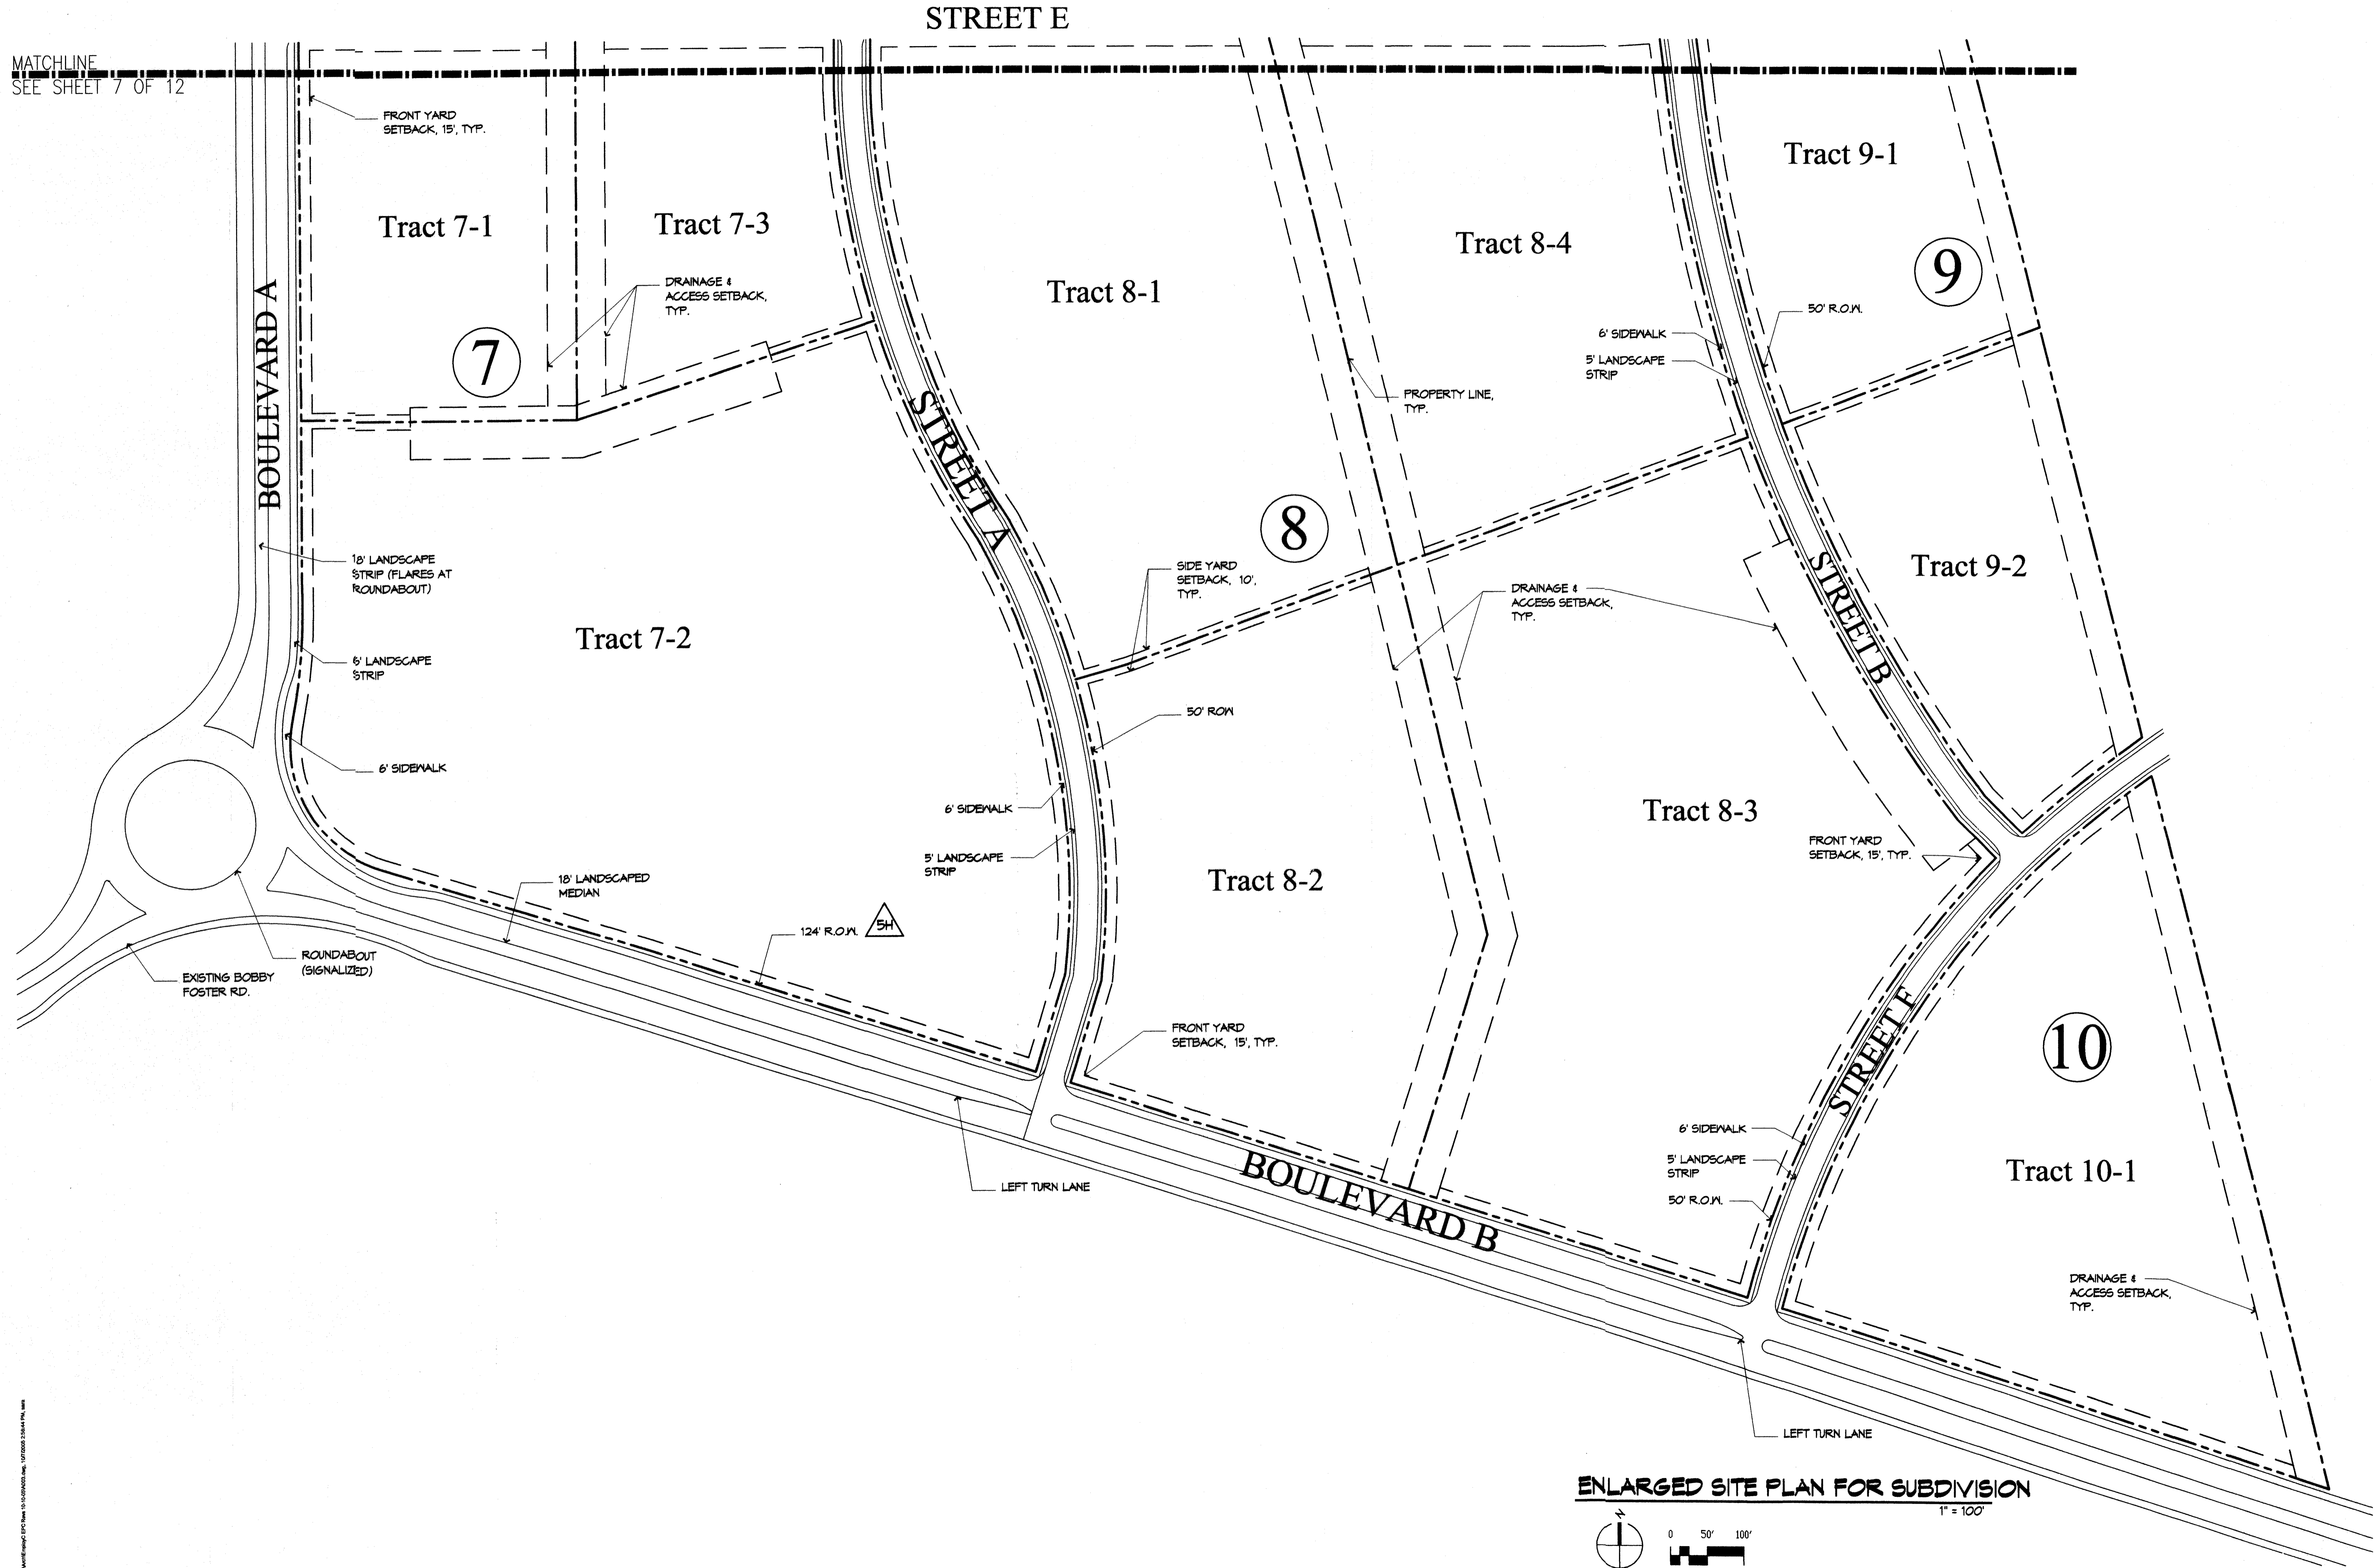 STREET E
MATCHLINE
SEE SHEET 7 OF 12
FRONT YARD
SETBACK, 15', TYP.
Tract 7-1
Tract 7-3
DRAINAGE &
ACCESS SETBACK,
TYP.
7
BOULEVARD A
18' LANDSCAPE
STRIP (FLARES AT
ROUNDABOUT)
6' LANDSCAPE
STRIP
6' SIDEWALK
Tract 7-2
18' LANDSCAPED
MEDIAN
124' R.O.W.
5H
ROUNDABOUT
(SIGNALIZED)
EXISTING BOBBY
FOSTER RD.
STREET A
Tract 8-1
8
SIDE YARD
SETBACK, 10',
TYP.
50' ROW
6' SIDEWALK
5' LANDSCAPE
STRIP
Tract 8-2
FRONT YARD
SETBACK, 15', TYP.
LEFT TURN LANE
BOULEVARD B
Tract 8-4
PROPERTY LINE,
TYP.
6' SIDEWALK
5' LANDSCAPE
STRIP
DRAINAGE &
ACCESS SETBACK,
TYP.
Tract 8-3
FRONT YARD
SETBACK, 15', TYP.
STREET B
Tract 9-1
9
50' R.O.W.
Tract 9-2
STREET F
6' SIDEWALK
5' LANDSCAPE
STRIP
50' R.O.W.
10
Tract 10-1
DRAINAGE &
ACCESS SETBACK,
TYP.
LEFT TURN LANE
ENLARGED SITE PLAN FOR SUBDIVISION
1" = 100'
N
0 50' 100'